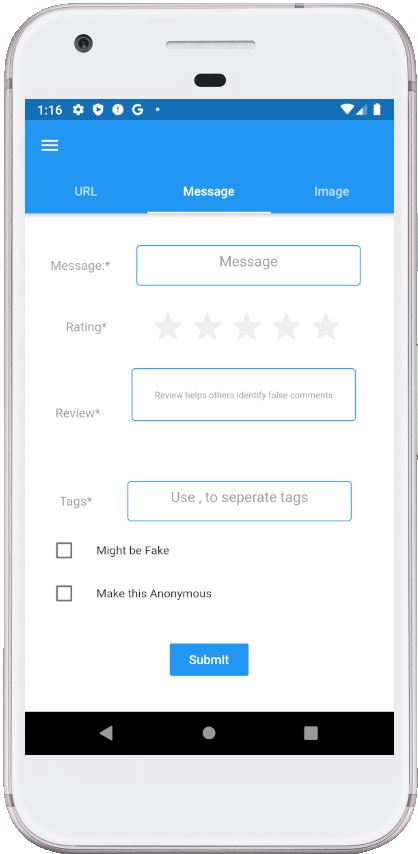 1:16
URL Message Image
Message:* Message
Rating*
Review helps others identify false comments
Review*
Tags* Use , to seperate tags
Might be Fake
Make this Anonymous
Submit